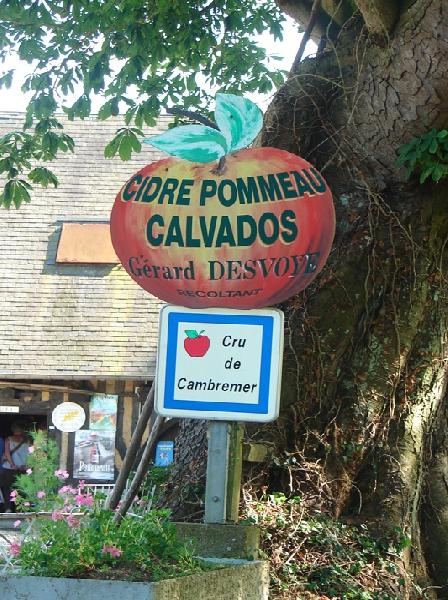 CIDRE POMMEAU
CALVADOS
Gérard DESVOYE
RECOLTANT
Cru
de
Cambremer